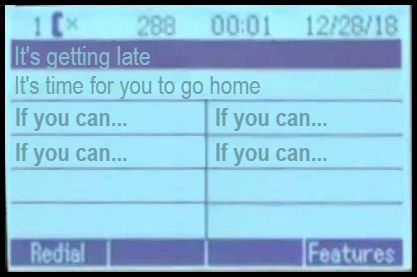 1 × 288 00:01 12/28/18
It's getting late
It's time for you to go home
If you can... If you can...
If you can... If you can...
Redial Features